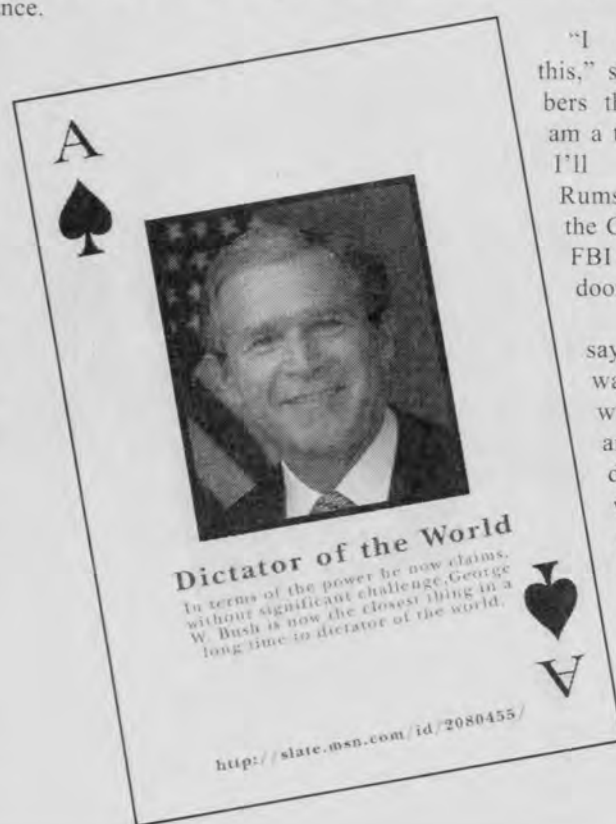 ance.
A
Dictator of the World
In terms of the power he now claims,
without significant challenge,George
W. Bush is now the closest thing in a
long time to dictator of the world.
http://slate.msn.com/id/2080455/
A
“I
this,” s
bers th
am a t
I’ll
Rums
the C
FBI
doo
say
wa
w
a
d